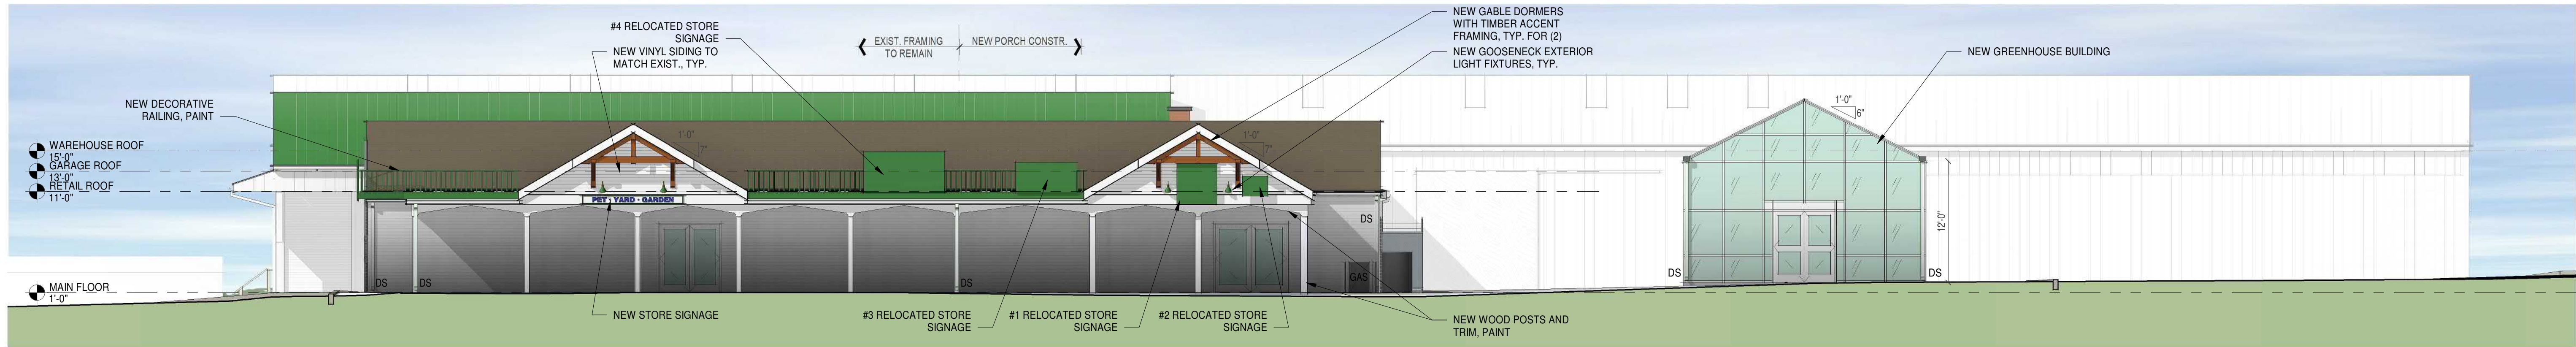 #4 RELOCATED STORE
SIGNAGE
NEW VINYL SIDING TO
MATCH EXIST., TYP.
EXIST. FRAMING
TO REMAIN
NEW PORCH CONSTR.
NEW GABLE DORMERS
WITH TIMBER ACCENT
FRAMING, TYP. FOR (2)
NEW GOOSENECK EXTERIOR
LIGHT FIXTURES, TYP.
NEW GREENHOUSE BUILDING
NEW DECORATIVE
RAILING, PAINT
1'-0"
6"
1'-0"
1'-0"
WAREHOUSE ROOF
15'-0"
GARAGE ROOF
13'-0"
RETAIL ROOF
11'-0"
PET · YARD · GARDEN
DS
12'-0"
DS
DS
DS
GAS
DS
DS
MAIN FLOOR
1'-0"
NEW STORE SIGNAGE
#3 RELOCATED STORE
SIGNAGE
#1 RELOCATED STORE
SIGNAGE
#2 RELOCATED STORE
SIGNAGE
NEW WOOD POSTS AND
TRIM, PAINT